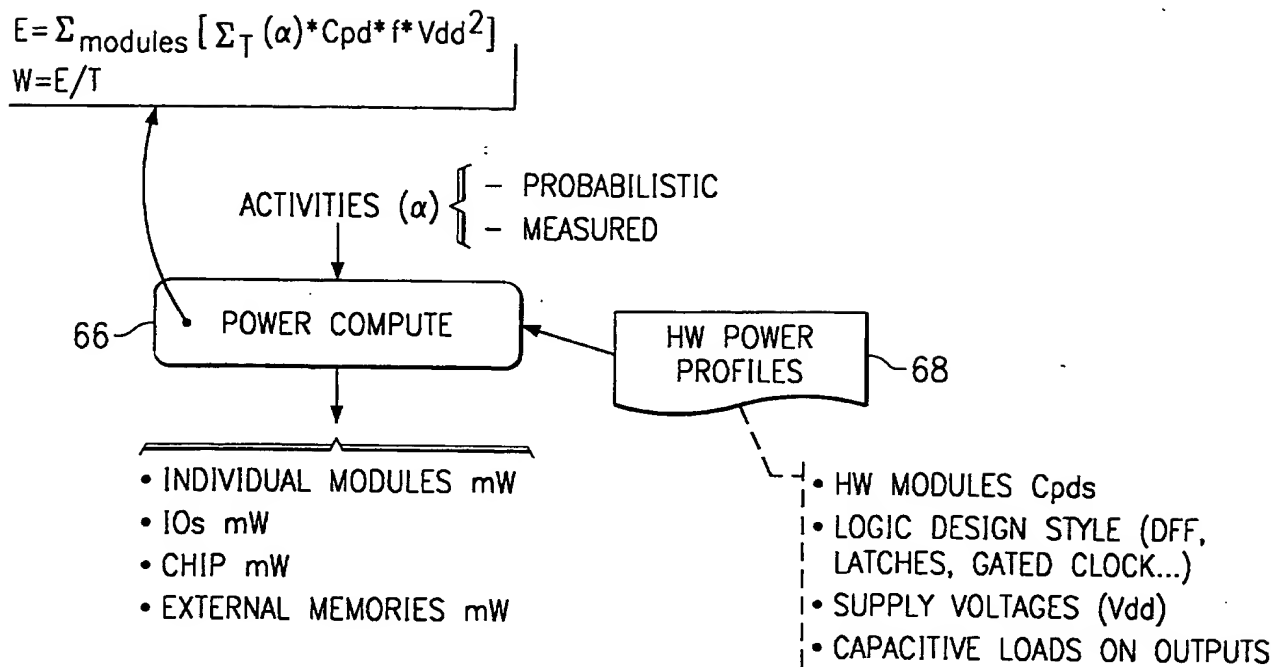 E=Σmodules[ΣT(α)*Cpd*f*Vdd²]
W=E/T
ACTIVITIES (α)
- PROBABILISTIC
- MEASURED
66
POWER COMPUTE
HW POWER
PROFILES
68
• INDIVIDUAL MODULES mW
• IOs mW
• CHIP mW
• EXTERNAL MEMORIES mW
• HW MODULES Cpds
• LOGIC DESIGN STYLE (DFF,
LATCHES, GATED CLOCK...)
• SUPPLY VOLTAGES (Vdd)
• CAPACITIVE LOADS ON OUTPUTS